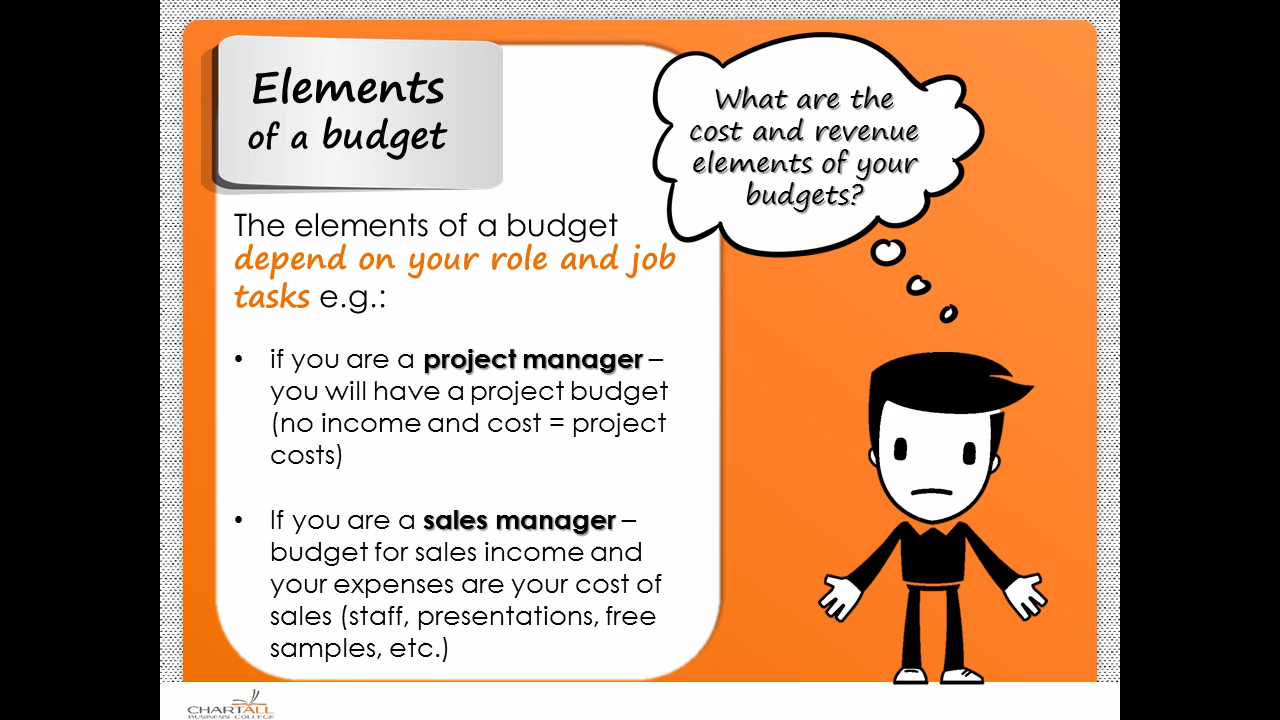 Elements
of a budget
What are the
cost and revenue
elements of your
budgets?
The elements of a budget
depend on your role and job
tasks e.g.:
• if you are a project manager –
you will have a project budget
(no income and cost = project
costs)
• If you are a sales manager –
budget for sales income and
your expenses are your cost of
sales (staff, presentations, free
samples, etc.)
CHARTALL
BUSINESS COLLEGE